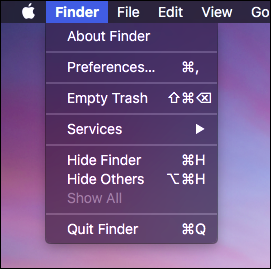 Finder File Edit View Go
About Finder
Preferences... ⌘,
Empty Trash ⇧⌘⌫
Services ▶
Hide Finder ⌘H
Hide Others ⌥⌘H
Show All
Quit Finder ⌘Q